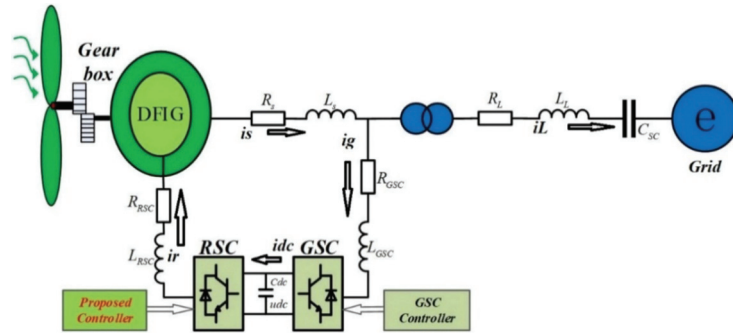 Gear
box
DFIG
Rs
Ls
is
ig
RL
LL
iL
CSC
e
Grid
RGSC
LGSC
RRSC
LRSC
ir
RSC
idc
GSC
Cdc
udc
Proposed
Controller
GSC
Controller